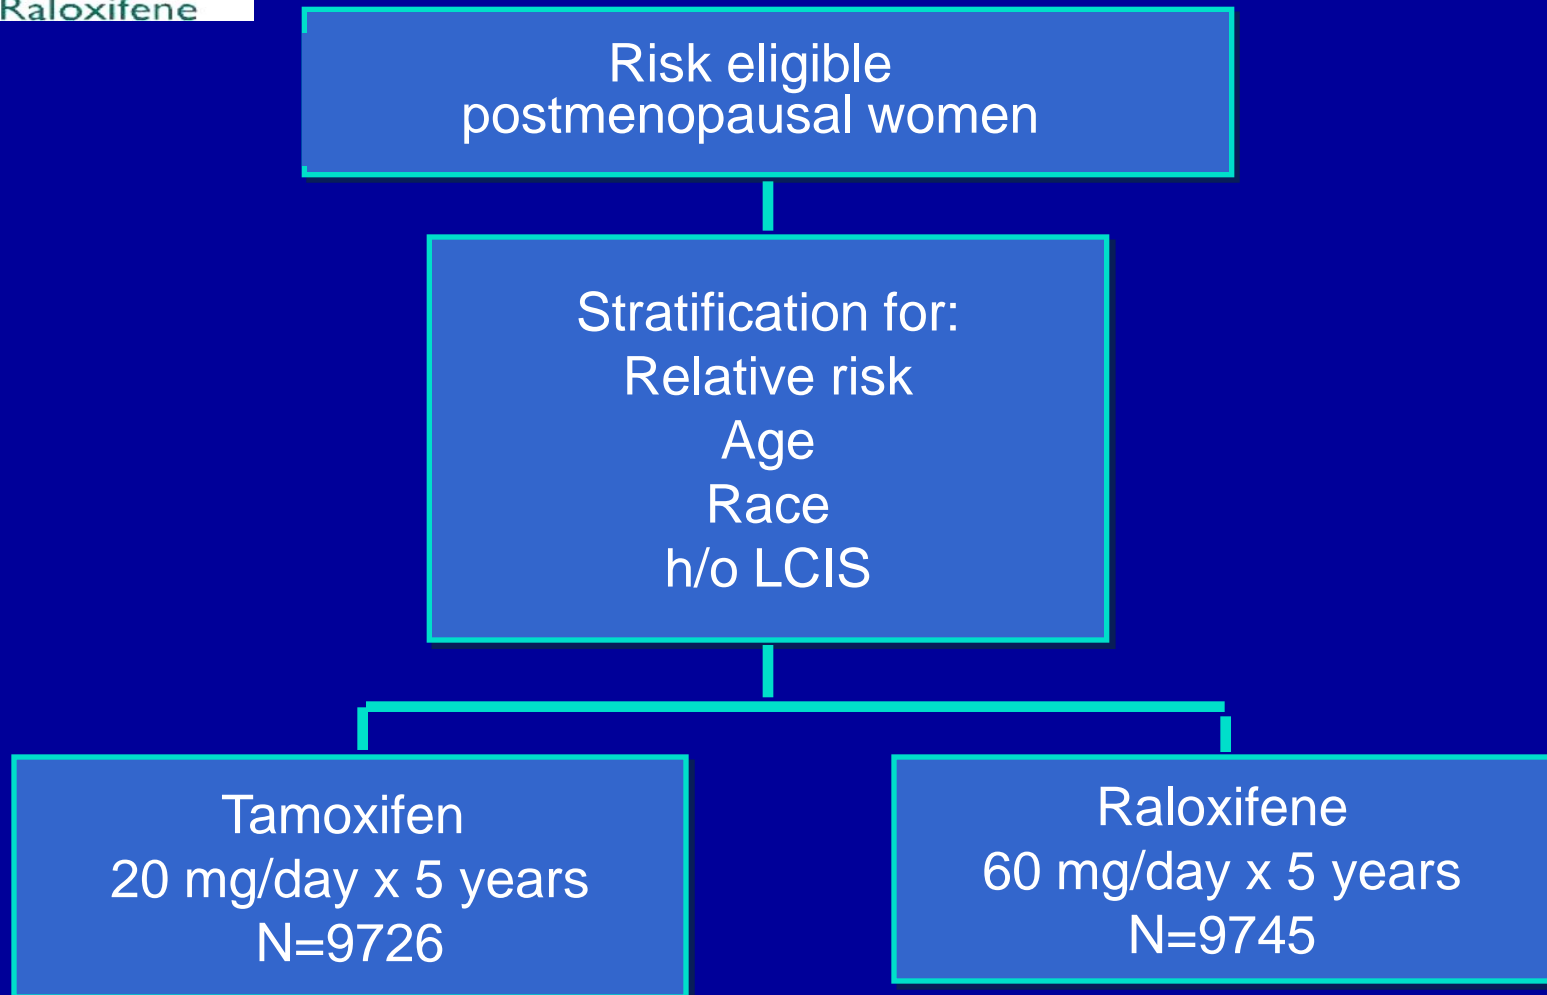 Raloxifene
Risk eligible
postmenopausal women
Stratification for:
Relative risk
Age
Race
h/o LCIS
Tamoxifen
20 mg/day x 5 years
N=9726
Raloxifene
60 mg/day x 5 years
N=9745